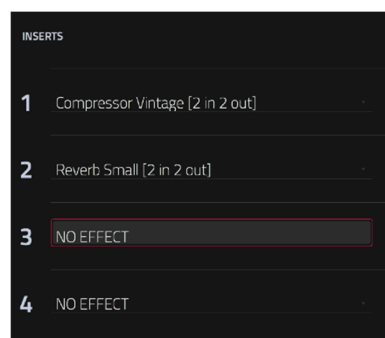 INSERTS
1 Compressor Vintage [2 in 2 out]
2 Reverb Small [2 in 2 out]
3 NO EFFECT
4 NO EFFECT